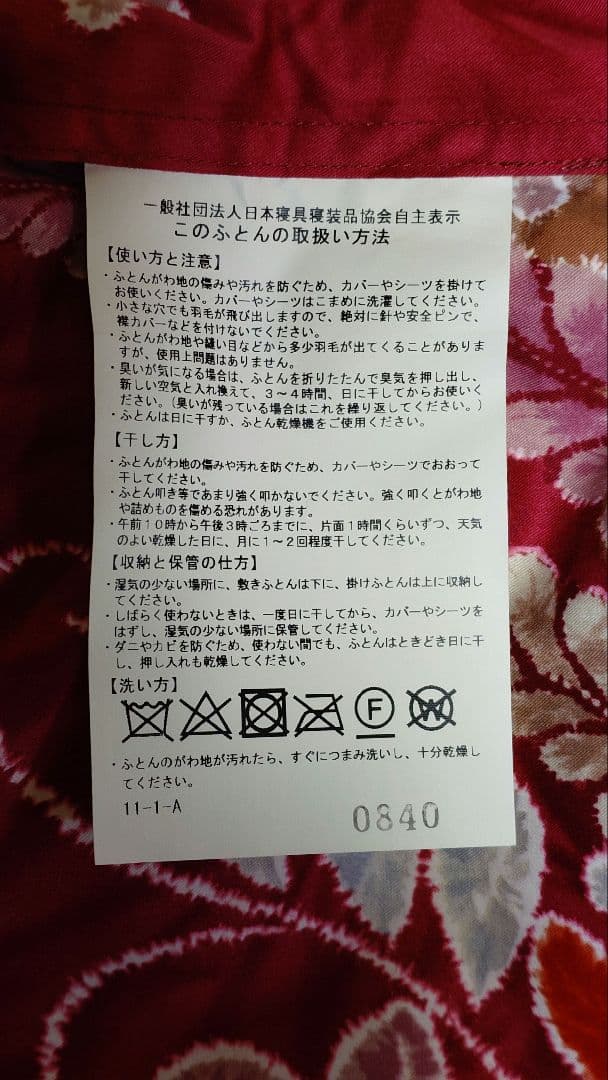 一般社団法人日本寝具寝装品協会自主表示
このふとんの取扱い方法
【使い方と注意】
・ふとんがわ地の傷みや汚れを防ぐため、カバーやシーツを掛けて
お使いください。カバーやシーツはこまめに洗濯してください。
・小さな穴でも羽毛が飛び出しますので、絶対に針や安全ピンで、
襟カバーなどを付けないでください。
・ふとんがわ地や縫い目などから多少羽毛が出てくることがありま
すが、使用上問題はありません。
・臭いが気になる場合は、ふとんを折りたたんで臭気を押し出し、
新しい空気と入れ換えて、3～4時間、日に干してからお使いく
ださい。（臭いが残っている場合はこれを繰り返してください。）
・ふとんは日に干すか、ふとん乾燥機をご使用ください。
【干し方】
・ふとんがわ地の傷みや汚れを防ぐため、カバーやシーツでおおって
干してください。
・ふとん叩き等であまり強く叩かないでください。強く叩くとがわ地
や詰めものを傷める恐れがあります。
・午前10時から午後3時ごろまでに、片面1時間くらいずつ、天気
のよい乾燥した日に、月に1～2回程度干してください。
【収納と保管の仕方】
・湿気の少ない場所に、敷きふとんは下に、掛けふとんは上に収納し
てください。
・しばらく使わないときは、一度日に干してから、カバーやシーツを
はずし、湿気の少ない場所に保管してください。
・ダニやカビを防ぐため、使わない間でも、ふとんはときどき日に干
し、押し入れも乾燥してください。
【洗い方】
F W
・ふとんのがわ地が汚れたら、すぐにつまみ洗いし、十分乾燥し
てください。
11-1-A
0840